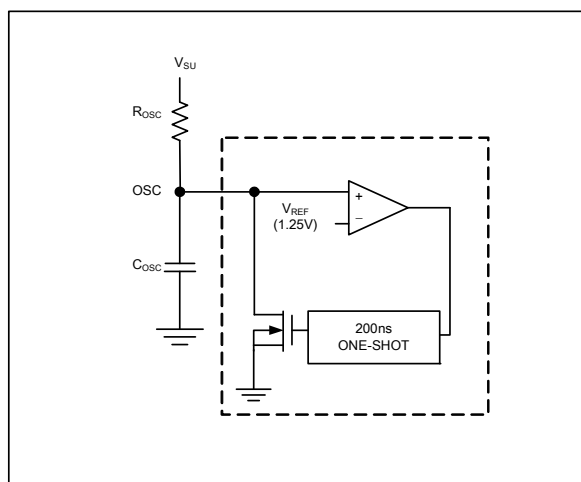 VSU
ROSC
OSC
VREF
(1.25V)
+
−
COSC
200ns
ONE-SHOT